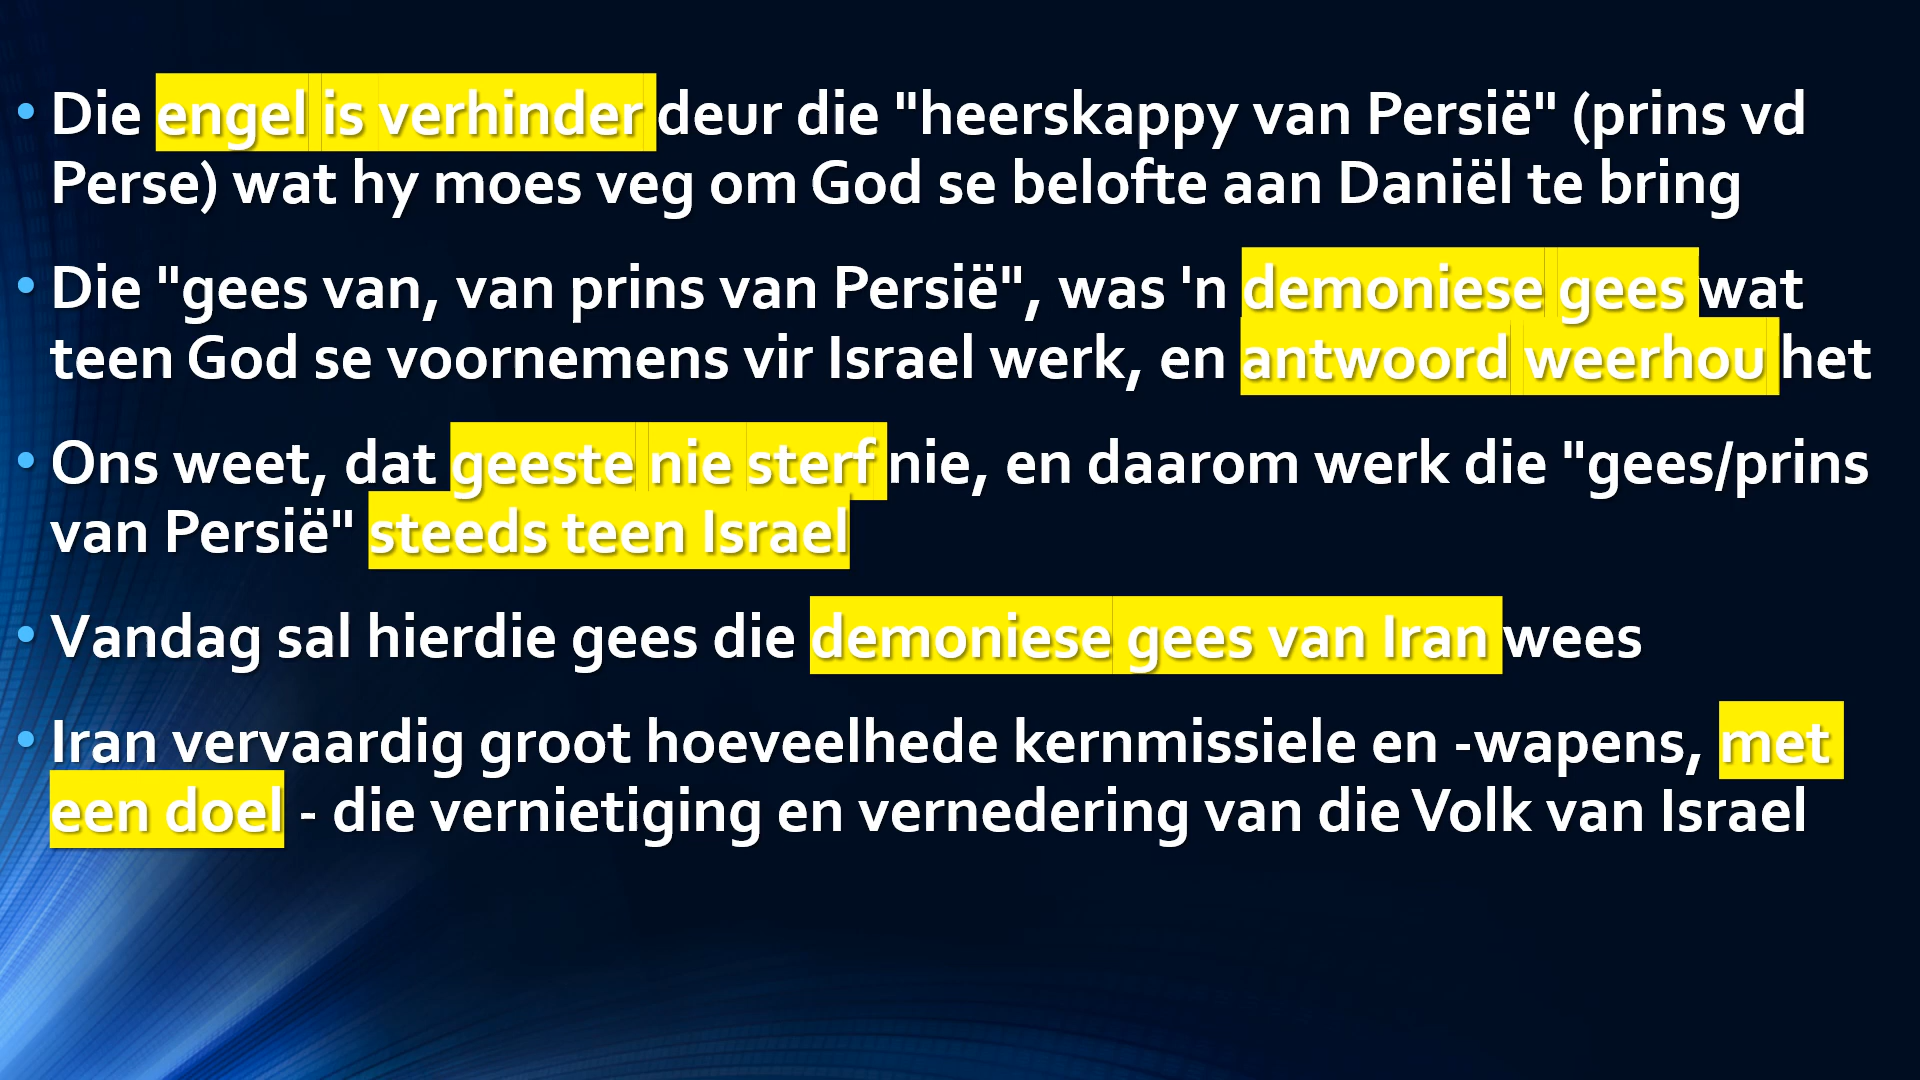 • Die engel is verhinder deur die "heerskappy van Persië" (prins vd
Perse) wat hy moes veg om God se belofte aan Daniël te bring
• Die "gees van, van prins van Persië", was 'n demoniese gees wat
teen God se voornemens vir Israel werk, en antwoord weerhou het
• Ons weet, dat geeste nie sterf nie, en daarom werk die "gees/prins
van Persië" steeds teen Israel
• Vandag sal hierdie gees die demoniese gees van Iran wees
• Iran vervaardig groot hoeveelhede kernmissiele en -wapens, met
een doel - die vernietiging en vernedering van die Volk van Israel